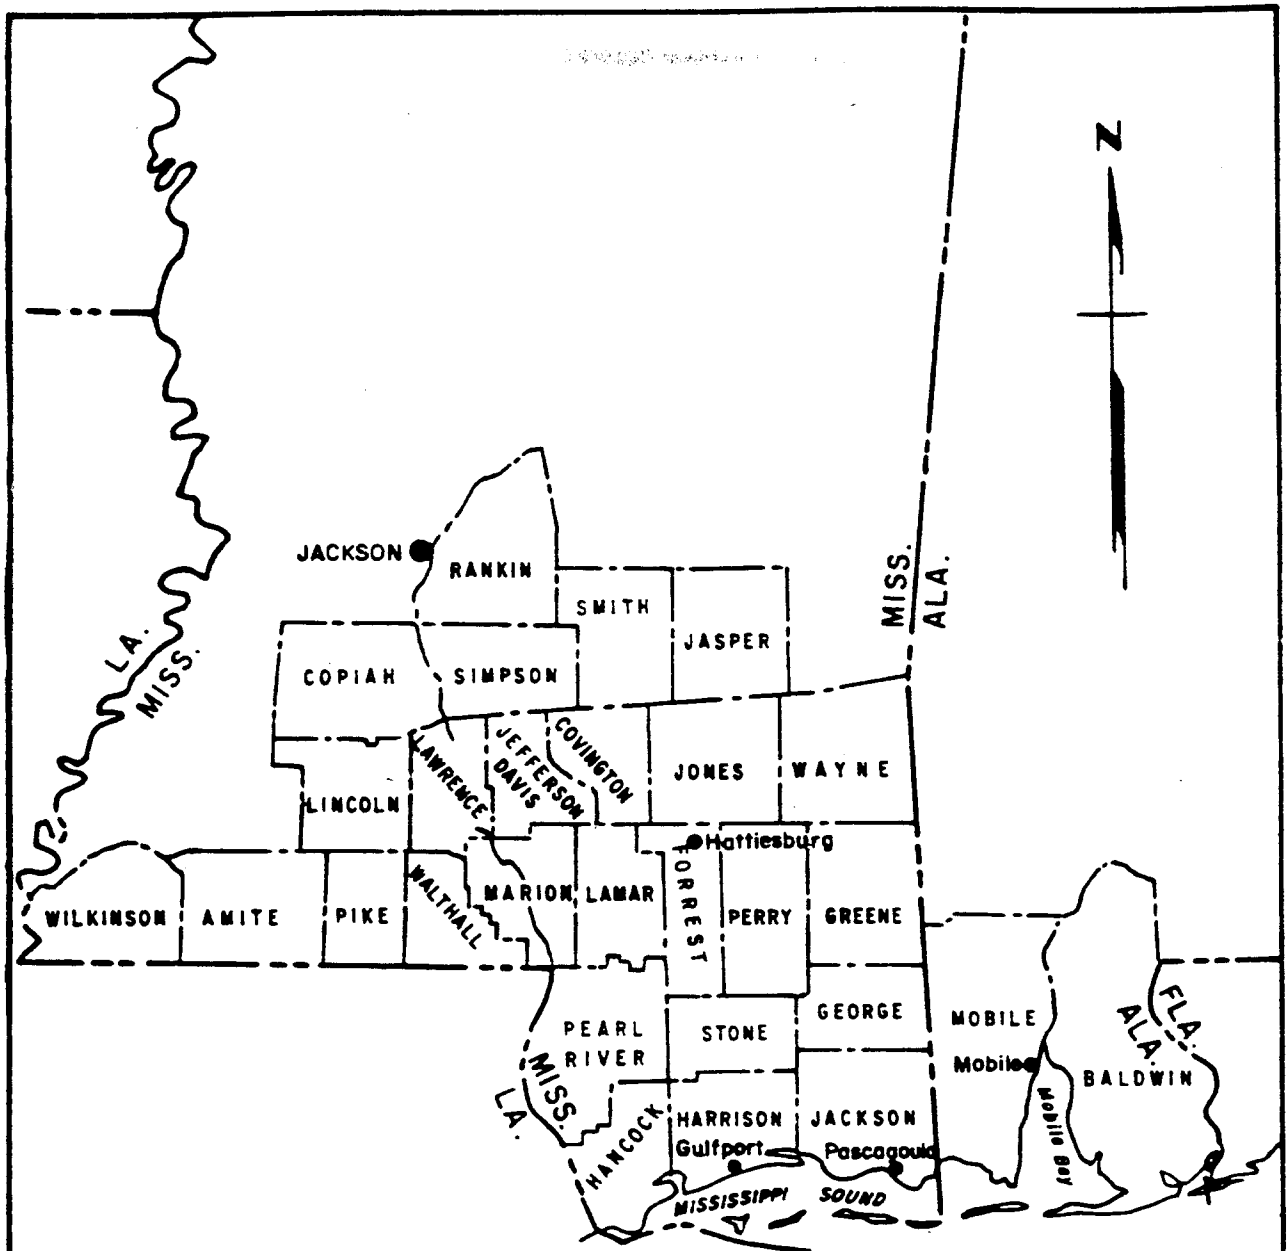 N
JACKSON
RANKIN
MISS.
ALA.
SMITH
JASPER
LA.
MISS.
COPIAH
SIMPSON
LAWRENCE
JEFFERSON
DAVIS
COVINGTON
JONES
WAYNE
LINCOLN
Hattiesburg
WILKINSON
AMITE
PIKE
WALTHALL
MARION
LAMAR
FORREST
PERRY
GREENE
PEARL
RIVER
STONE
GEORGE
MOBILE
FLA.
ALA.
MISS.
LA.
Mobile
BALDWIN
HANCOCK
HARRISON
Gulfport
JACKSON
Pascagoula
Mobile Bay
MISSISSIPPI SOUND